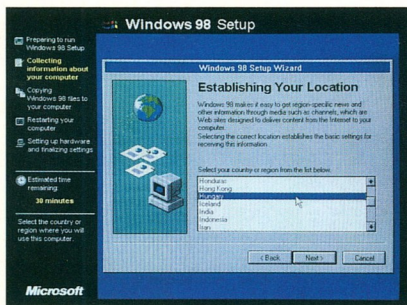 Windows 98 Setup
Preparing to run
Windows 98 Setup
Collecting
information about
your computer
Copying
Windows 98 files to
your computer
Restarting your
computer
Setting up hardware
and finalizing settings
Estimated time
remaining:
30 minutes
Select the country or
region where you will
use this computer.
Microsoft
Windows 98 Setup Wizard
Establishing Your Location
Windows 98 makes it easy to get region-specific news and
other information through media such as channels, which are
Web sites designed to deliver content from the Internet to your
computer.
Selecting the correct location establishes the basic settings for
receiving this information.
Select your country or region from the list below.
Honduras
Hong Kong
Hungary
Iceland
India
Indonesia
Iran
< Back
Next >
Cancel